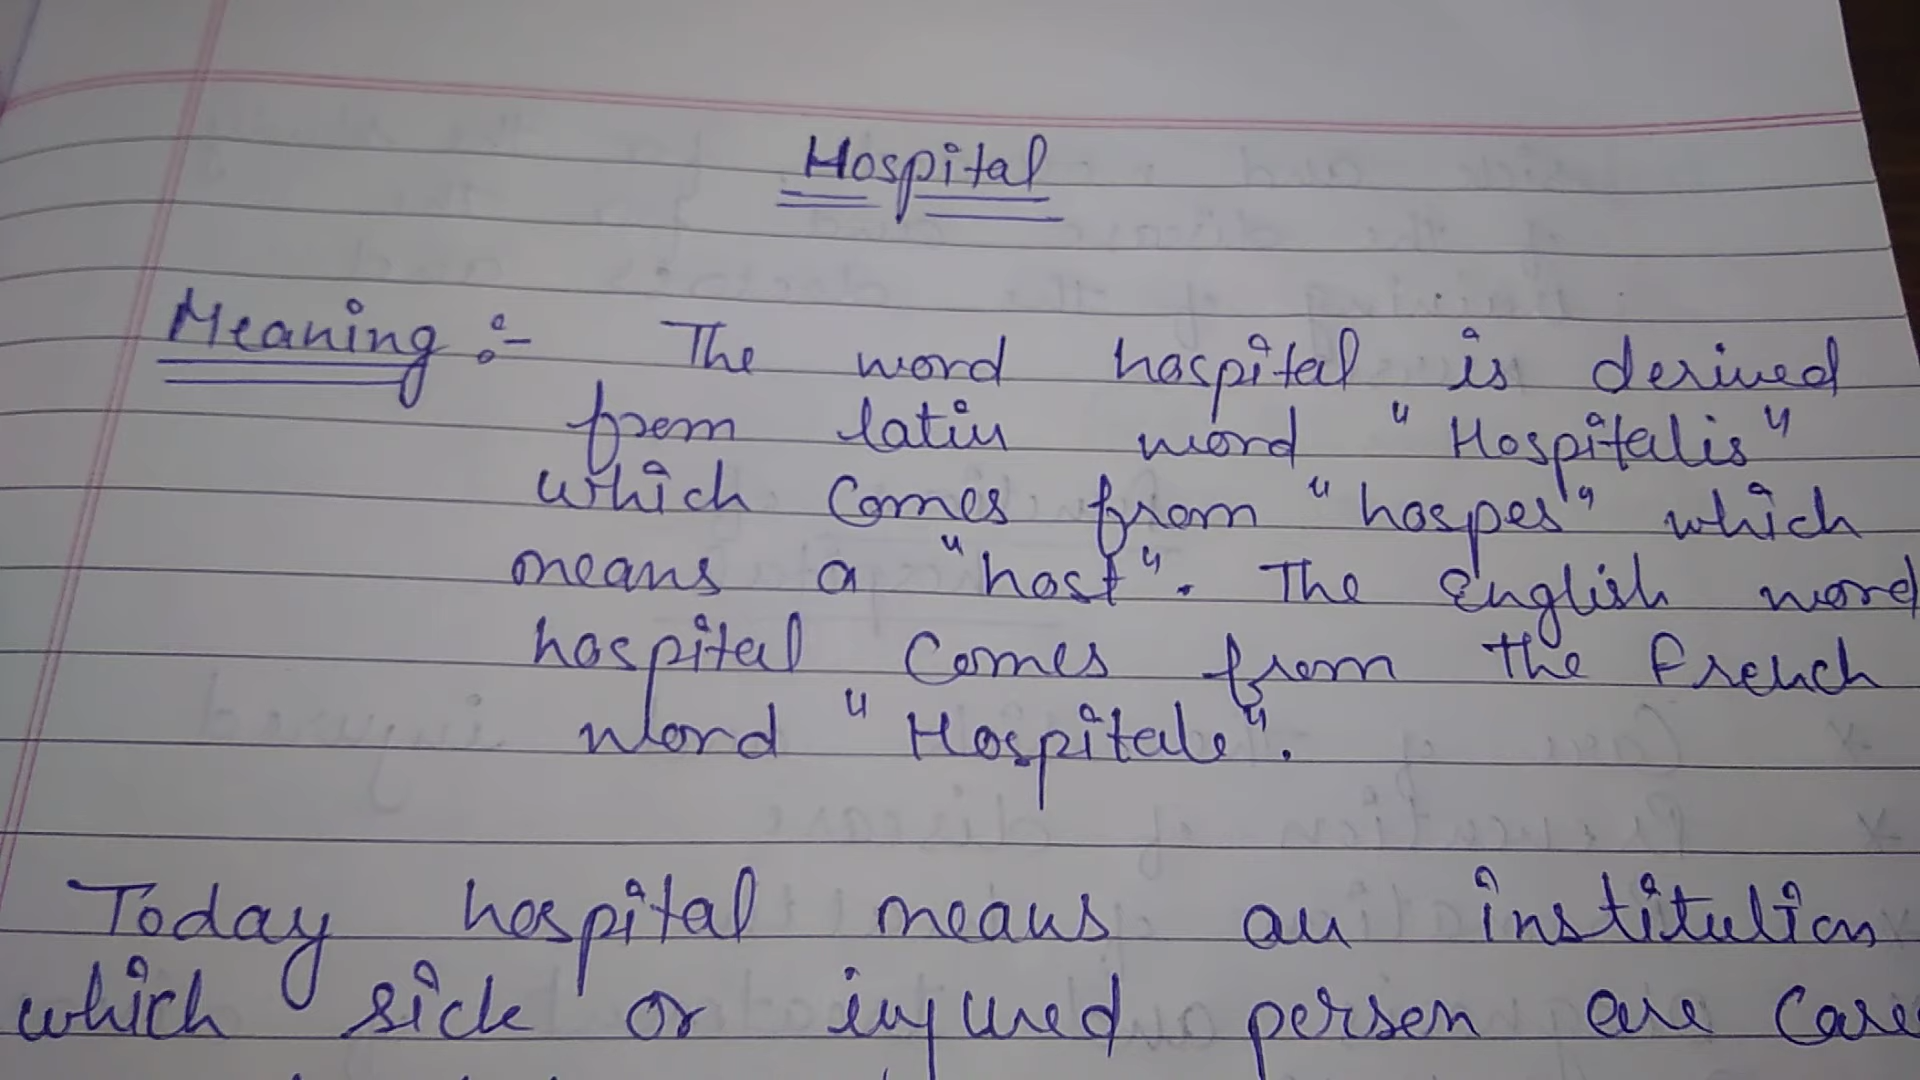 Hospital
Meaning :- The word hospital is derived
from latin word "Hospitalis"
which comes from "hospes" which
means a "host". The English word
hospital comes from the French
word "Hospitale".
Today hospital means an institution
which sick or injured person are care